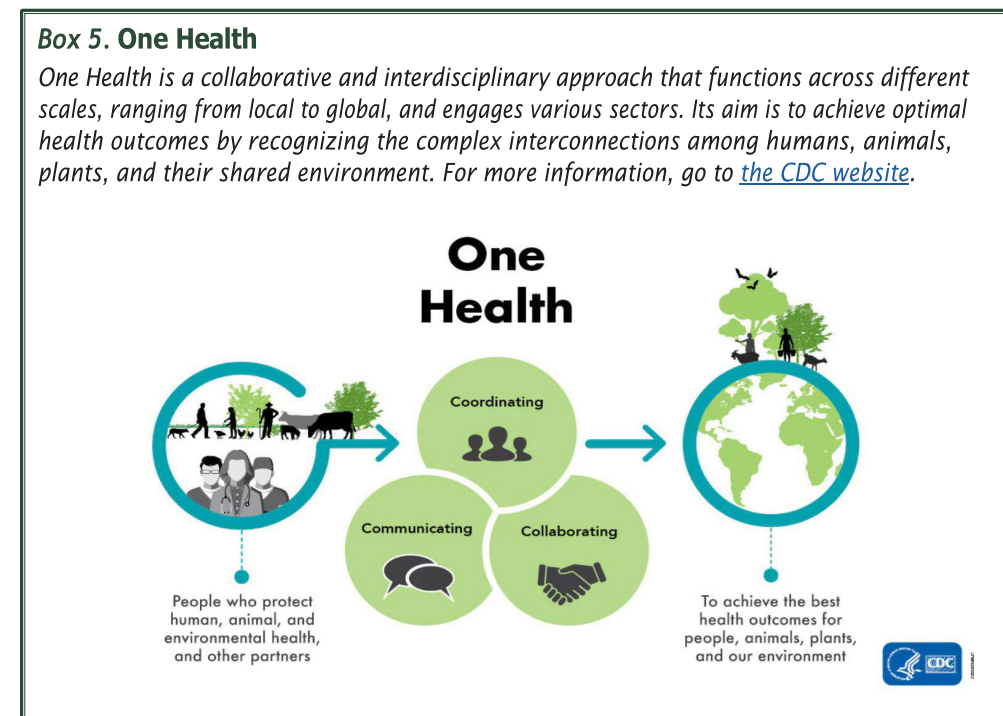 Box 5. One Health
One Health is a collaborative and interdisciplinary approach that functions across different
scales, ranging from local to global, and engages various sectors. Its aim is to achieve optimal
health outcomes by recognizing the complex interconnections among humans, animals,
plants, and their shared environment. For more information, go to the CDC website.
One
Health
Coordinating
Communicating
Collaborating
People who protect
human, animal, and
environmental health,
and other partners
To achieve the best
health outcomes for
people, animals, plants,
and our environment
CDC